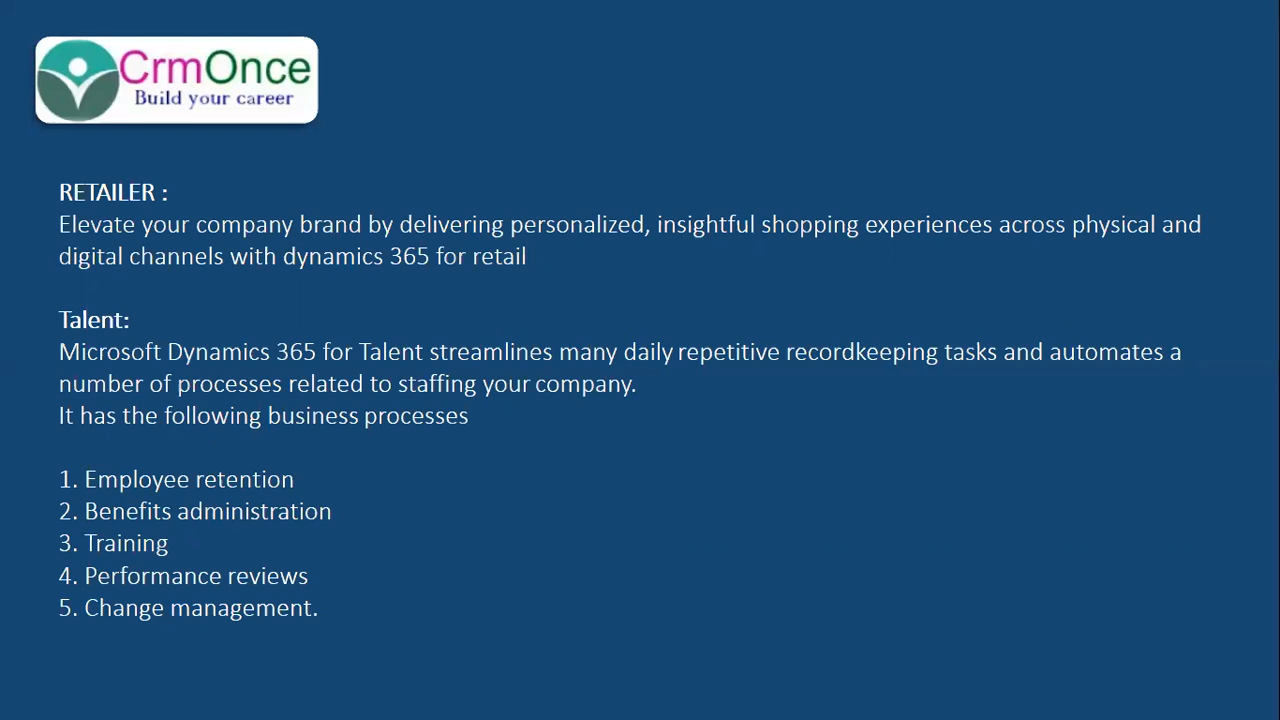 CrmOnce
Build your career
RETAILER :
Elevate your company brand by delivering personalized, insightful shopping experiences across physical and
digital channels with dynamics 365 for retail
Talent:
Microsoft Dynamics 365 for Talent streamlines many daily repetitive recordkeeping tasks and automates a
number of processes related to staffing your company.
It has the following business processes
1. Employee retention
2. Benefits administration
3. Training
4. Performance reviews
5. Change management.